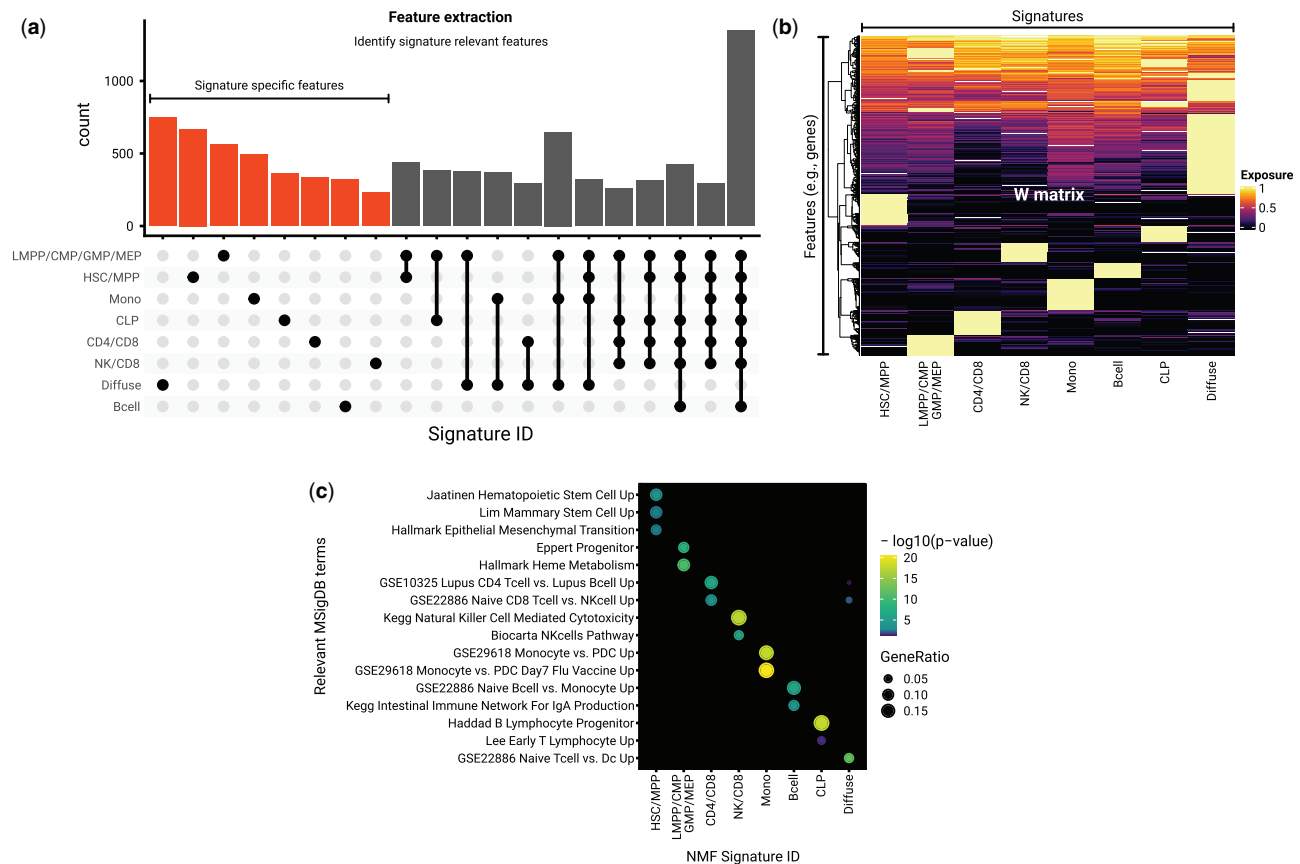 (a)
Feature extraction
Identify signature relevant features
Signature specific features
count
1000
500
0
LMPP/CMP/GMP/MEP
HSC/MPP
Mono
CLP
CD4/CD8
NK/CD8
Diffuse
Bcell
Signature ID
(b)
Signatures
Features (e.g., genes)
W matrix
Exposure
1
0.5
0
HSC/MPP
LMPP/CMP
GMP/MEP
CD4/CD8
NK/CD8
Mono
Bcell
CLP
Diffuse
(c)
Relevant MSigDB terms
Jaatinen Hematopoietic Stem Cell Up
Lim Mammary Stem Cell Up
Hallmark Epithelial Mesenchymal Transition
Eppert Progenitor
Hallmark Heme Metabolism
GSE10325 Lupus CD4 Tcell vs. Lupus Bcell Up
GSE22886 Naive CD8 Tcell vs. NKcell Up
Kegg Natural Killer Cell Mediated Cytotoxicity
Biocarta NKcells Pathway
GSE29618 Monocyte vs. PDC Up
GSE29618 Monocyte vs. PDC Day7 Flu Vaccine Up
GSE22886 Naive Bcell vs. Monocyte Up
Kegg Intestinal Immune Network For IgA Production
Haddad B Lymphocyte Progenitor
Lee Early T Lymphocyte Up
GSE22886 Naive Tcell vs. Dc Up
HSC/MPP
LMPP/CMP
GMP/MEP
CD4/CD8
NK/CD8
Mono
Bcell
CLP
Diffuse
NMF Signature ID
− log10(p-value)
20
15
10
5
GeneRatio
0.05
0.10
0.15